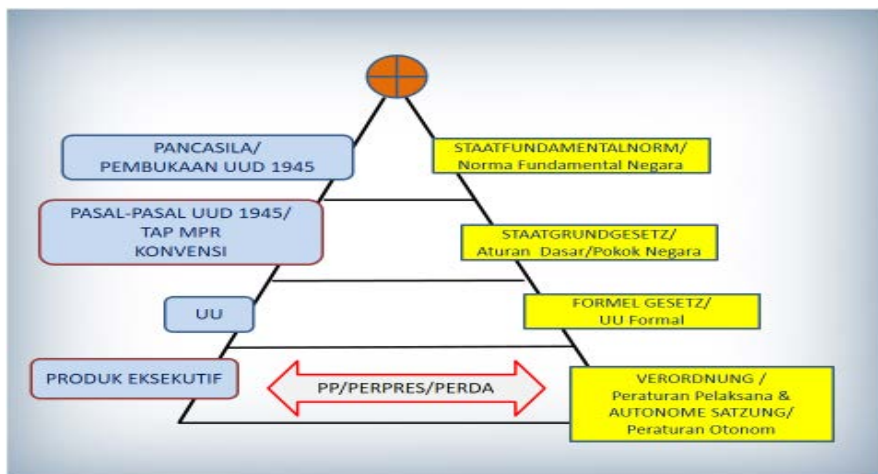 PANCASILA/
PEMBUKAAN UUD 1945
STAATFUNDAMENTALNORM/
Norma Fundamental Negara
PASAL-PASAL UUD 1945/
TAP MPR
KONVENSI
STAATGRUNDGESETZ/
Aturan Dasar/Pokok Negara
UU
FORMEL GESETZ/
UU Formal
PRODUK EKSEKUTIF
PP/PERPRES/PERDA
VERORDNUNG /
Peraturan Pelaksana &
AUTONOME SATZUNG/
Peraturan Otonom